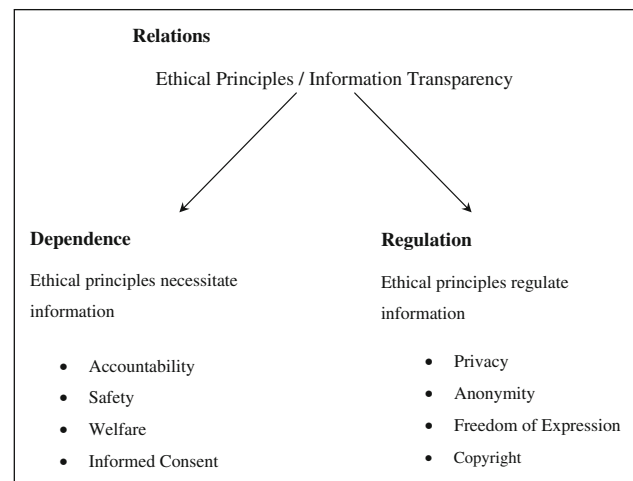 Relations
Ethical Principles / Information Transparency
Dependence
Ethical principles necessitate
information
• Accountability
• Safety
• Welfare
• Informed Consent
Regulation
Ethical principles regulate
information
• Privacy
• Anonymity
• Freedom of Expression
• Copyright